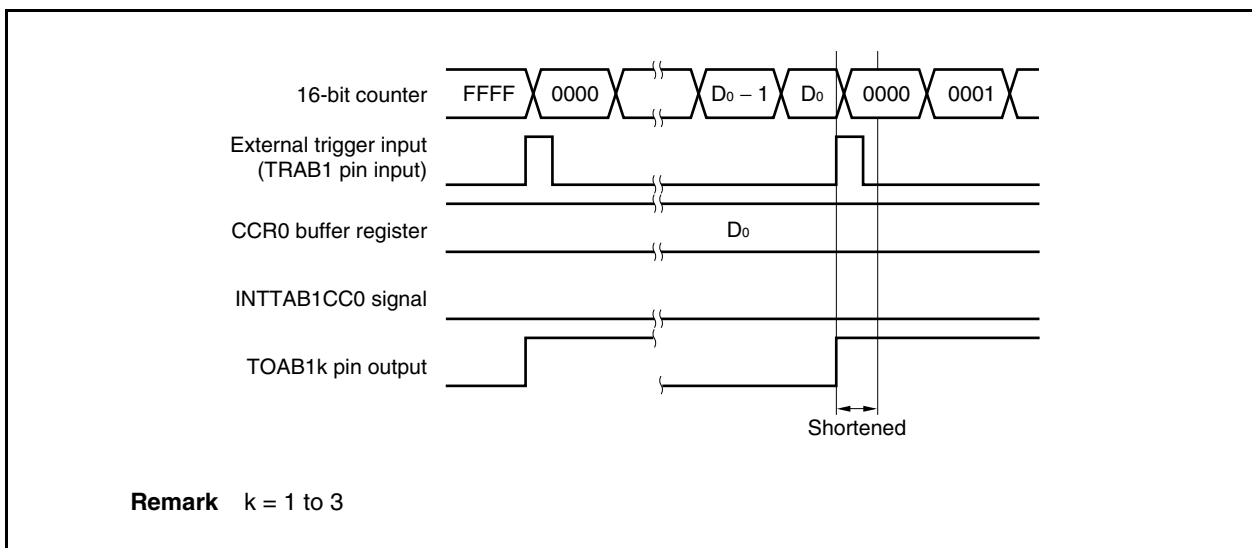 16-bit counter FFFF 0000 D₀ − 1 D₀ 0000 0001
External trigger input
(TRAB1 pin input)
CCR0 buffer register D₀
INTTAB1CC0 signal
TOAB1k pin output
Shortened
Remark k = 1 to 3